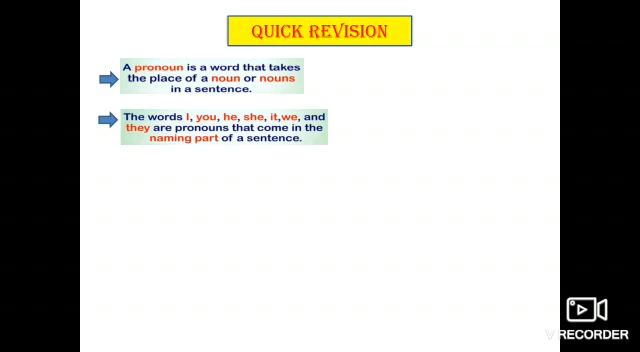 QUICK REVISION
A pronoun is a word that takes
the place of a noun or nouns
in a sentence.
The words I, you, he, she, it,we, and
they are pronouns that come in the
naming part of a sentence.
V RECORDER